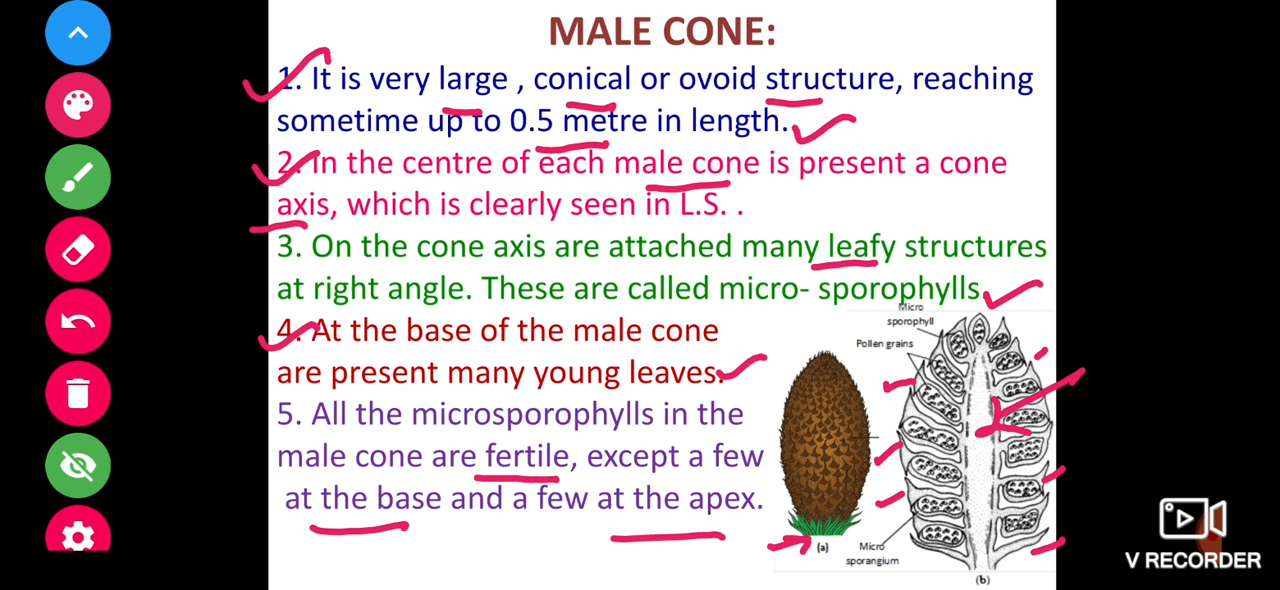 MALE CONE:
1. It is very large , conical or ovoid structure, reaching
sometime up to 0.5 metre in length.
2. In the centre of each male cone is present a cone
axis, which is clearly seen in L.S. .
3. On the cone axis are attached many leafy structures
at right angle. These are called micro- sporophylls.
4. At the base of the male cone
are present many young leaves.
5. All the microsporophylls in the
male cone are fertile, except a few
at the base and a few at the apex.
Micro
sporophyll
Pollen grains
Micro
sporangium
(a)
(b)
V RECORDER